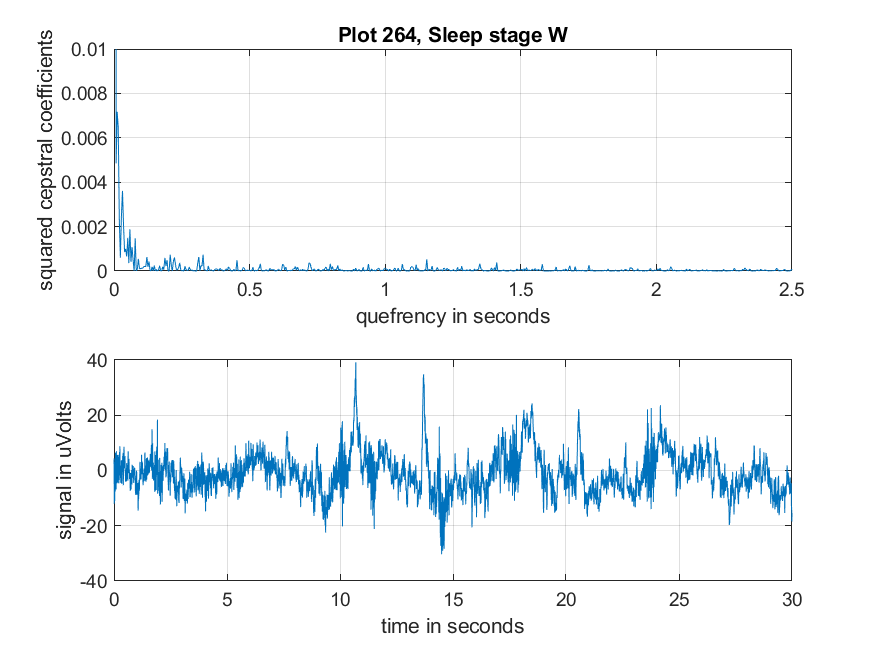 Plot 264, Sleep stage W
squared cepstral coefficients
0.01
0.008
0.006
0.004
0.002
0
0 0.5 1 1.5 2 2.5
quefrency in seconds
signal in uVolts
40
20
0
-20
-40
0 5 10 15 20 25 30
time in seconds